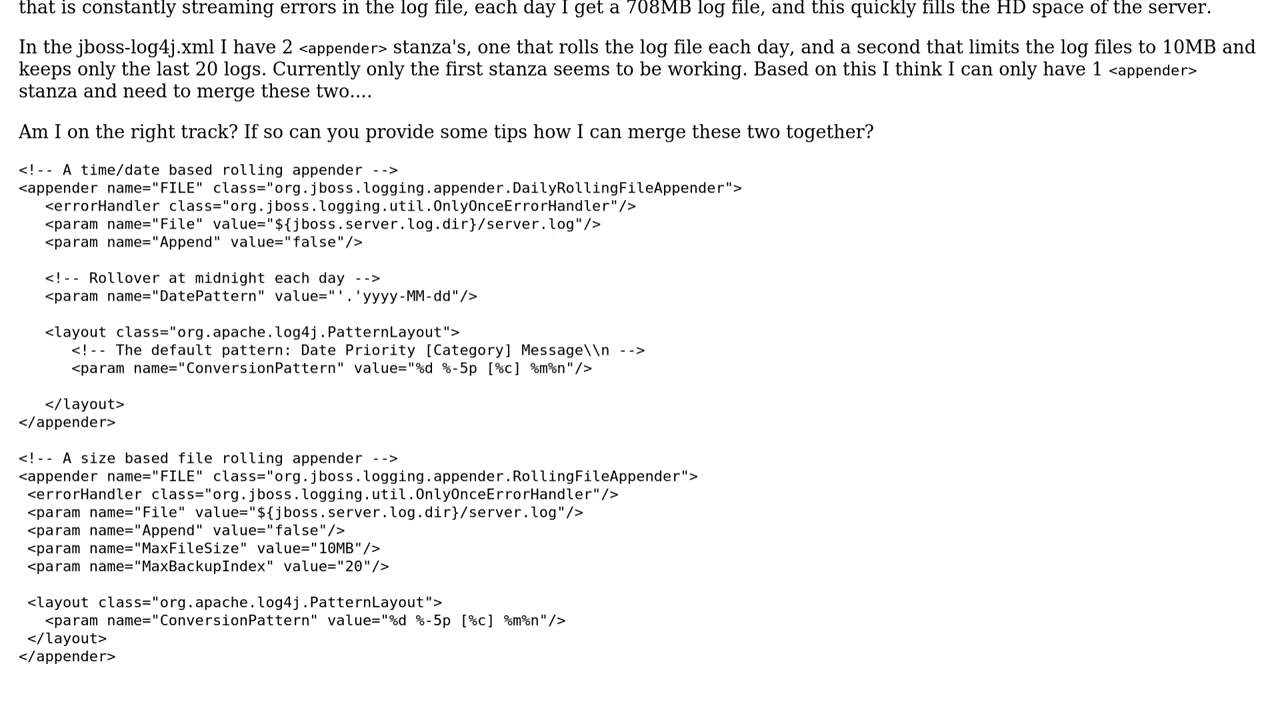 that is constantly streaming errors in the log file, each day I get a 708MB log file, and this quickly fills the HD space of the server.
In the jboss-log4j.xml I have 2 <appender> stanza's, one that rolls the log file each day, and a second that limits the log files to 10MB and
keeps only the last 20 logs. Currently only the first stanza seems to be working. Based on this I think I can only have 1 <appender>
stanza and need to merge these two....
Am I on the right track? If so can you provide some tips how I can merge these two together?
<!-- A time/date based rolling appender -->
<appender name="FILE" class="org.jboss.logging.appender.DailyRollingFileAppender">
   <errorHandler class="org.jboss.logging.util.OnlyOnceErrorHandler"/>
   <param name="File" value="${jboss.server.log.dir}/server.log"/>
   <param name="Append" value="false"/>
   <!-- Rollover at midnight each day -->
   <param name="DatePattern" value="'.'yyyy-MM-dd"/>
   <layout class="org.apache.log4j.PatternLayout">
      <!-- The default pattern: Date Priority [Category] Message\\n -->
      <param name="ConversionPattern" value="%d %-5p [%c] %m%n"/>
   </layout>
</appender>
<!-- A size based file rolling appender -->
<appender name="FILE" class="org.jboss.logging.appender.RollingFileAppender">
 <errorHandler class="org.jboss.logging.util.OnlyOnceErrorHandler"/>
 <param name="File" value="${jboss.server.log.dir}/server.log"/>
 <param name="Append" value="false"/>
 <param name="MaxFileSize" value="10MB"/>
 <param name="MaxBackupIndex" value="20"/>
 <layout class="org.apache.log4j.PatternLayout">
   <param name="ConversionPattern" value="%d %-5p [%c] %m%n"/>
 </layout>
</appender>